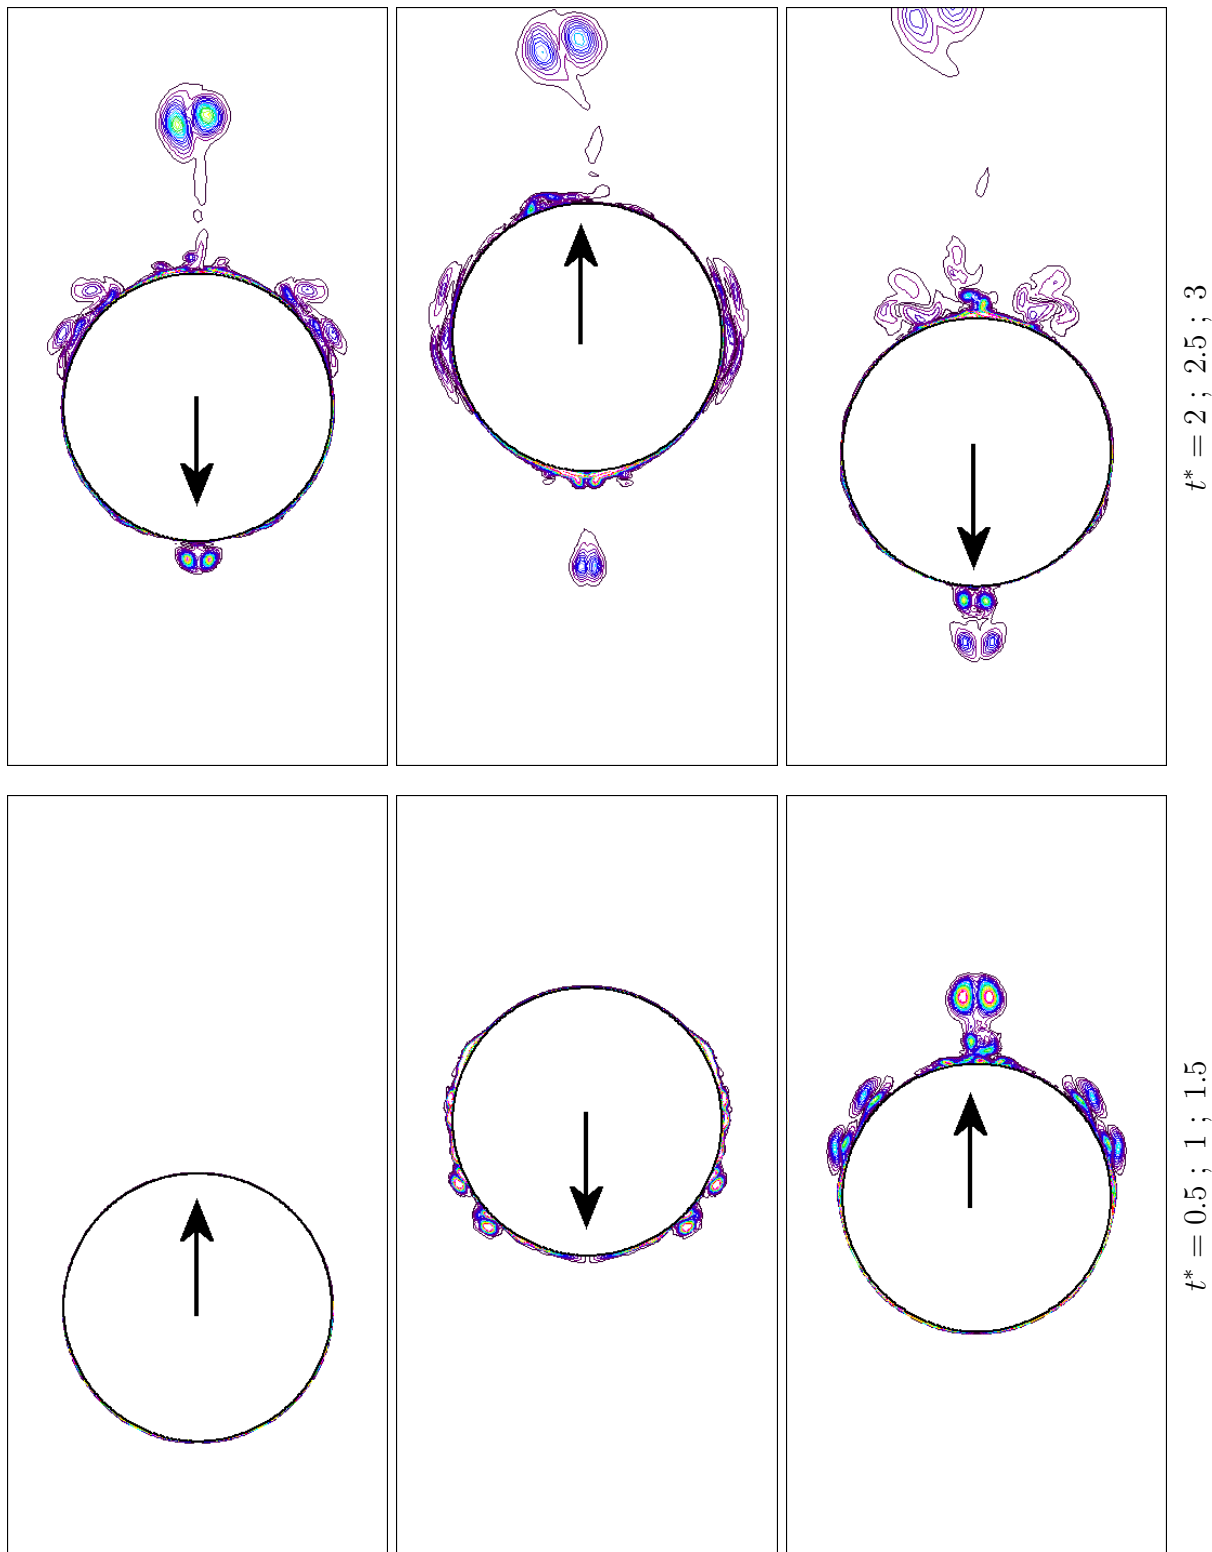 t* = 2 ; 2.5 ; 3
t* = 0.5 ; 1 ; 1.5